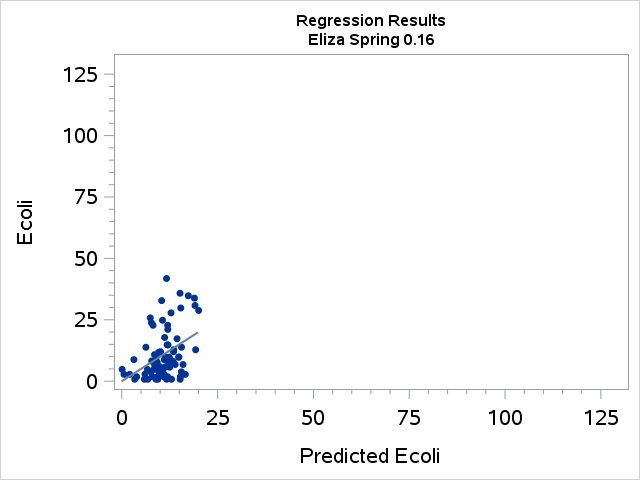 Regression Results
Eliza Spring 0.16
125
100
75
50
25
0
Ecoli
0 25 50 75 100 125
Predicted Ecoli